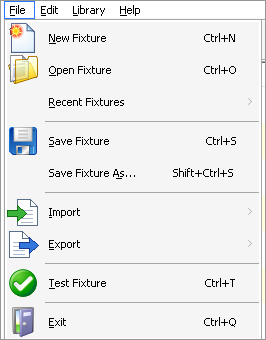 File Edit Library Help
New Fixture Ctrl+N
Open Fixture Ctrl+O
Recent Fixtures
Save Fixture Ctrl+S
Save Fixture As... Shift+Ctrl+S
Import
Export
Test Fixture Ctrl+T
Exit Ctrl+Q